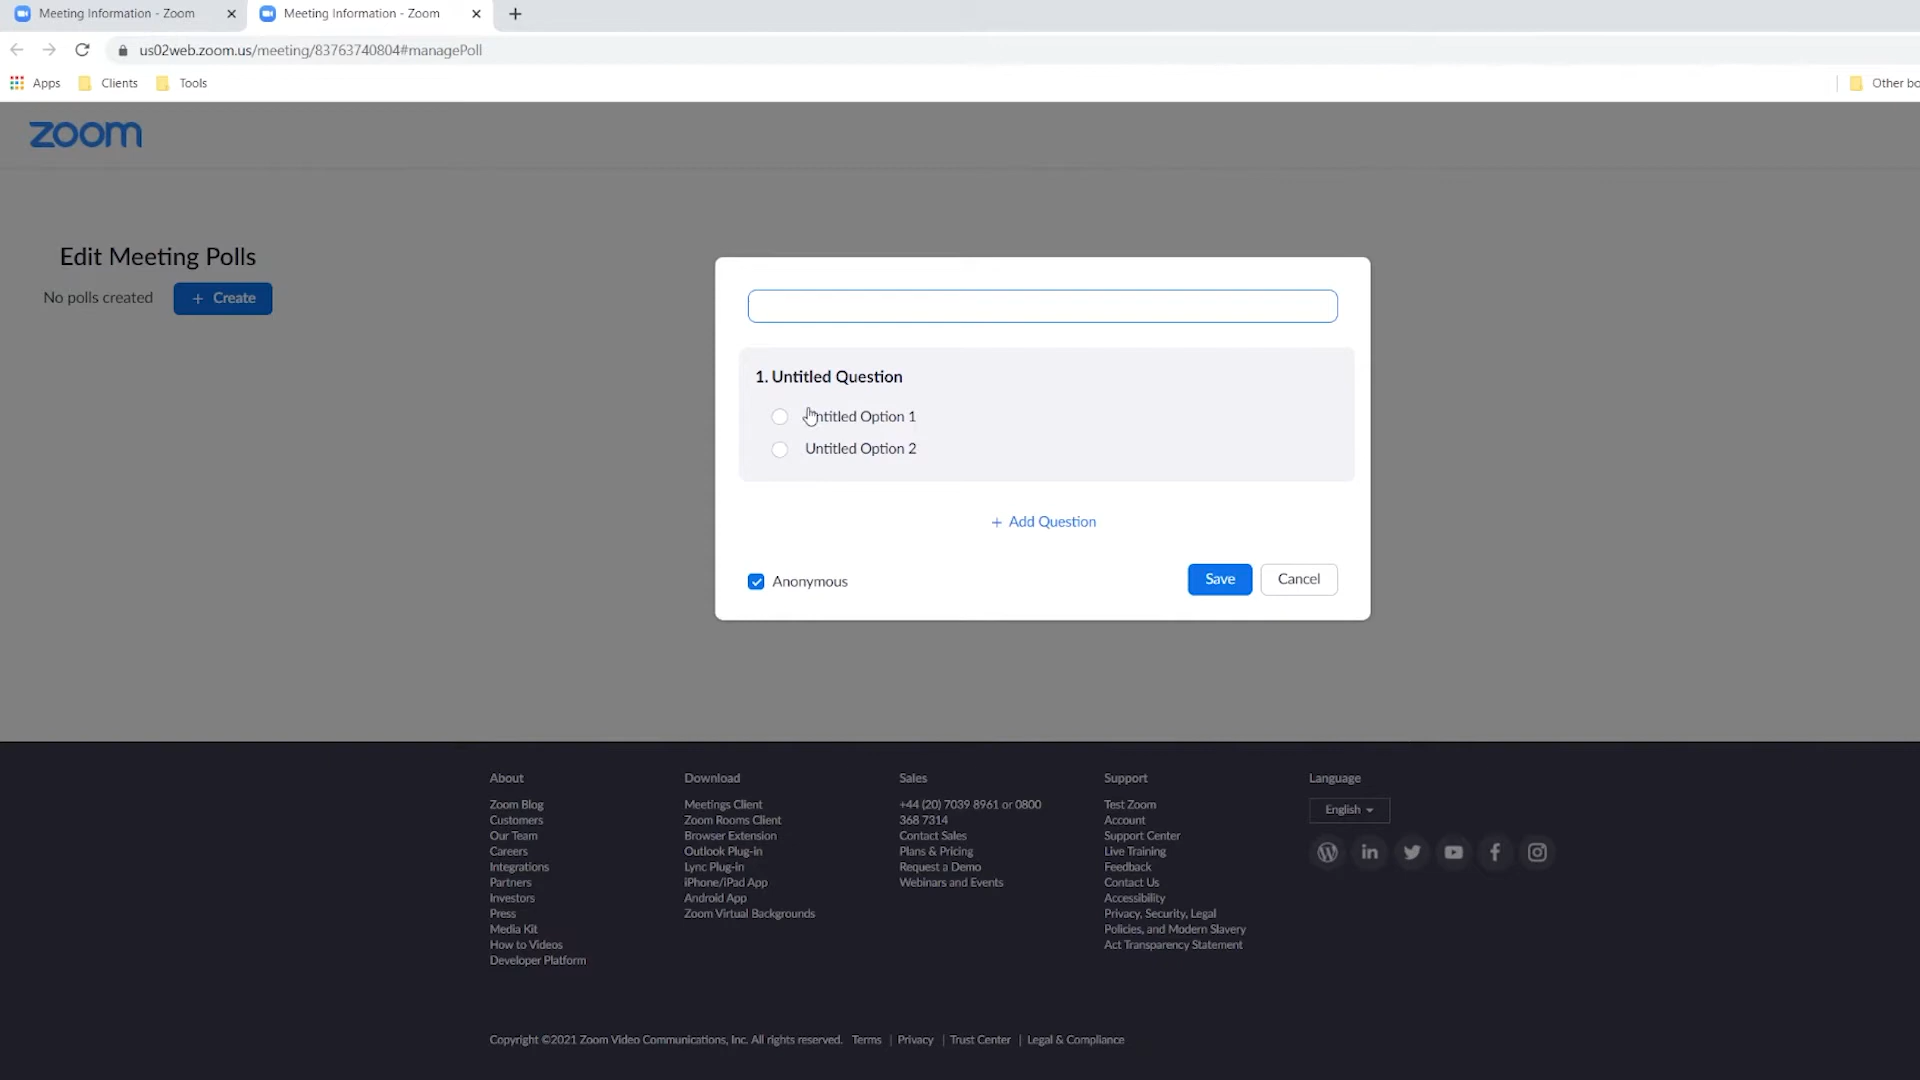 Meeting Information - Zoom
Meeting Information - Zoom
us02web.zoom.us/meeting/83763740804#managePoll
Apps
Clients
Tools
Other bo
zoom
Edit Meeting Polls
No polls created
+ Create
1. Untitled Question
ntitled Option 1
Untitled Option 2
+ Add Question
Anonymous
Save
Cancel
About
Zoom Blog
Customers
Our Team
Careers
Integrations
Partners
Investors
Press
Media Kit
How to Videos
Developer Platform
Download
Meetings Client
Zoom Rooms Client
Browser Extension
Outlook Plug-in
Lync Plug-in
iPhone/iPad App
Android App
Zoom Virtual Backgrounds
Sales
+44 (20) 7039 8961 or 0800
368 7314
Contact Sales
Plans & Pricing
Request a Demo
Webinars and Events
Support
Test Zoom
Account
Support Center
Live Training
Feedback
Contact Us
Accessibility
Privacy, Security, Legal
Policies, and Modern Slavery
Act Transparency Statement
Language
English
Copyright ©2021 Zoom Video Communications, Inc. All rights reserved. Terms | Privacy | Trust Center | Legal & Compliance